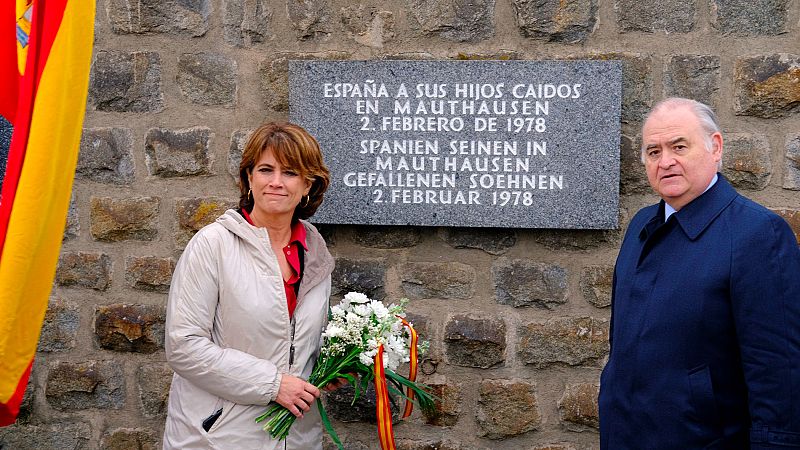 ESPAÑA A SUS HIJOS CAIDOS
EN MAUTHAUSEN
2. FEBRERO DE 1978
SPANIEN SEINEN IN
MAUTHAUSEN
GEFALLENEN SOEHNEN
2. FEBRUAR 1978